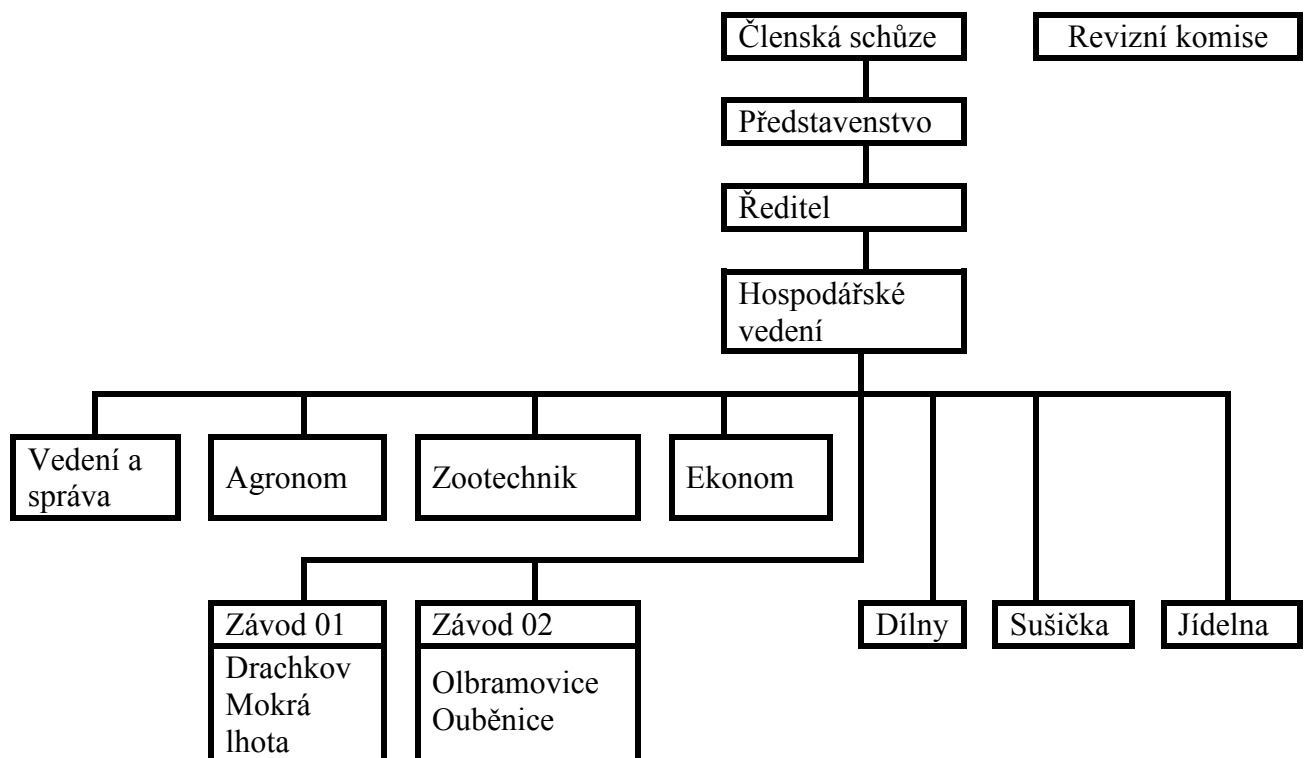 Členská schůze
Revizní komise
Představenstvo
Ředitel
Hospodářské
vedení
Vedení a
správa
Agronom
Zootechnik
Ekonom
Závod 01
Drachkov
Mokrá
lhota
Závod 02
Olbramovice
Ouběnice
Dílny
Sušička
Jídelna